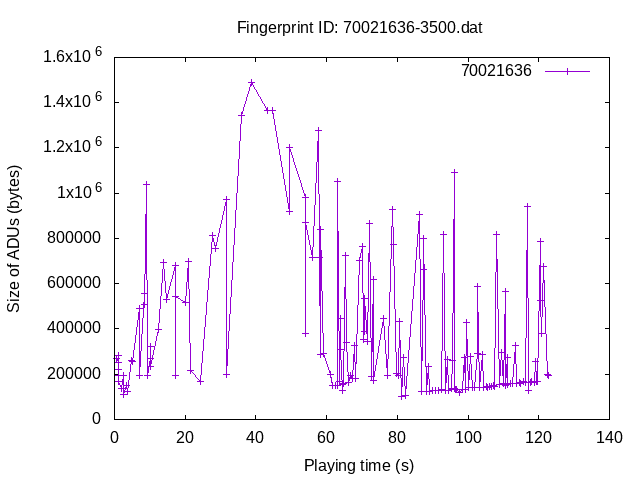 Fingerprint ID: 70021636-3500.dat
1.6x10^6
70021636
1.4x10^6
1.2x10^6
1x10^6
800000
600000
400000
200000
0
Size of ADUs (bytes)
0 20 40 60 80 100 120 140
Playing time (s)